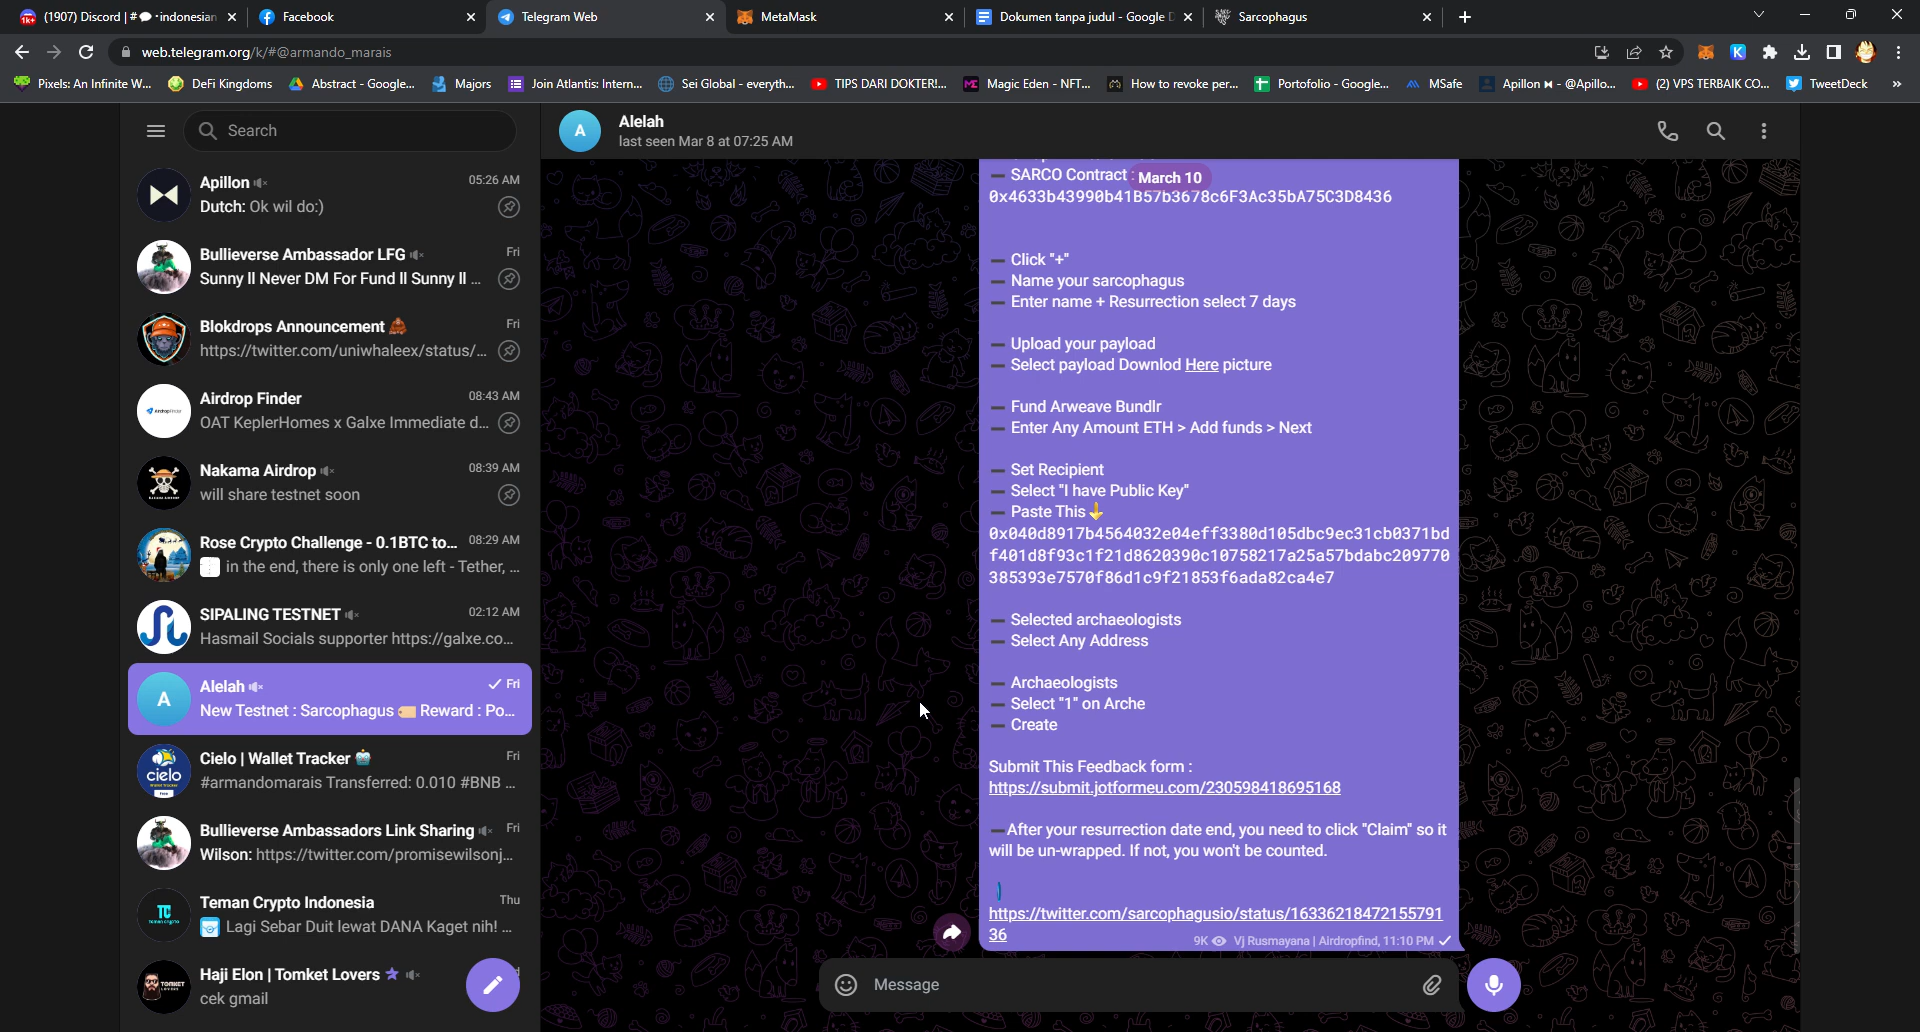 (1907) Discord | #💬・indonesian
Facebook
Telegram Web
MetaMask
Dokumen tanpa judul - Google D
Sarcophagus
web.telegram.org/k/#@armando_marais
Pixels: An Infinite W...
DeFi Kingdoms
Abstract - Google...
Majors
Join Atlantis: Intern...
Sei Global - everyth...
TIPS DARI DOKTER!...
Magic Eden - NFT...
How to revoke per...
Portofolio - Google...
MSafe
Apillon ⧓ - @Apillo...
(2) VPS TERBAIK CO...
TweetDeck
Search
Apillon
05:26 AM
Dutch: Ok wil do:)
Bullieverse Ambassador LFG
Fri
Sunny ll Never DM For Fund ll Sunny ll ...
Blokdrops Announcement
Fri
https://twitter.com/uniwhaleex/status/...
Airdrop Finder
08:43 AM
OAT KeplerHomes x Galxe Immediate d...
Nakama Airdrop
08:39 AM
will share testnet soon
Rose Crypto Challenge - 0.1BTC to...
08:29 AM
in the end, there is only one left - Tether, ...
SIPALING TESTNET
02:12 AM
Hasmail Socials supporter https://galxe.co...
A
Alelah
Fri
New Testnet : Sarcophagus 🏷️ Reward : Po...
cielo
Cielo | Wallet Tracker
Fri
#armandomarais Transferred: 0.010 #BNB ...
Bullieverse Ambassadors Link Sharing
Fri
Wilson: https://twitter.com/promisewilsonj...
TC
Teman Crypto Indonesia
Thu
Lagi Sebar Duit lewat DANA Kaget nih! ...
TOMKET
Haji Elon | Tomket Lovers
cek gmail
A
Alelah
last seen Mar 8 at 07:25 AM
March 10
— SARCO Contract :
0x4633b43990b41B57b3678c6F3Ac35bA75C3D8436
— Click "+"
— Name your sarcophagus
— Enter name + Resurrection select 7 days
— Upload your payload
— Select payload Downlod Here picture
— Fund Arweave Bundlr
— Enter Any Amount ETH > Add funds > Next
— Set Recipient
— Select "I have Public Key"
— Paste This👇
0x040d8917b4564032e04eff3380d105dbc9ec31cb0371bd
f401d8f93c1f21d8620390c10758217a25a57bdabc209770
385393e7570f86d1c9f21853f6ada82ca4e7
— Selected archaeologists
— Select Any Address
— Archaeologists
— Select "1" on Arche
— Create
Submit This Feedback form :
https://submit.jotformeu.com/230598418695168
—After your resurrection date end, you need to click "Claim" so it
will be un-wrapped. If not, you won't be counted.
https://twitter.com/sarcophagusio/status/16336218472155791
36
9K Vj Rusmayana | Airdropfind, 11:10 PM
Message